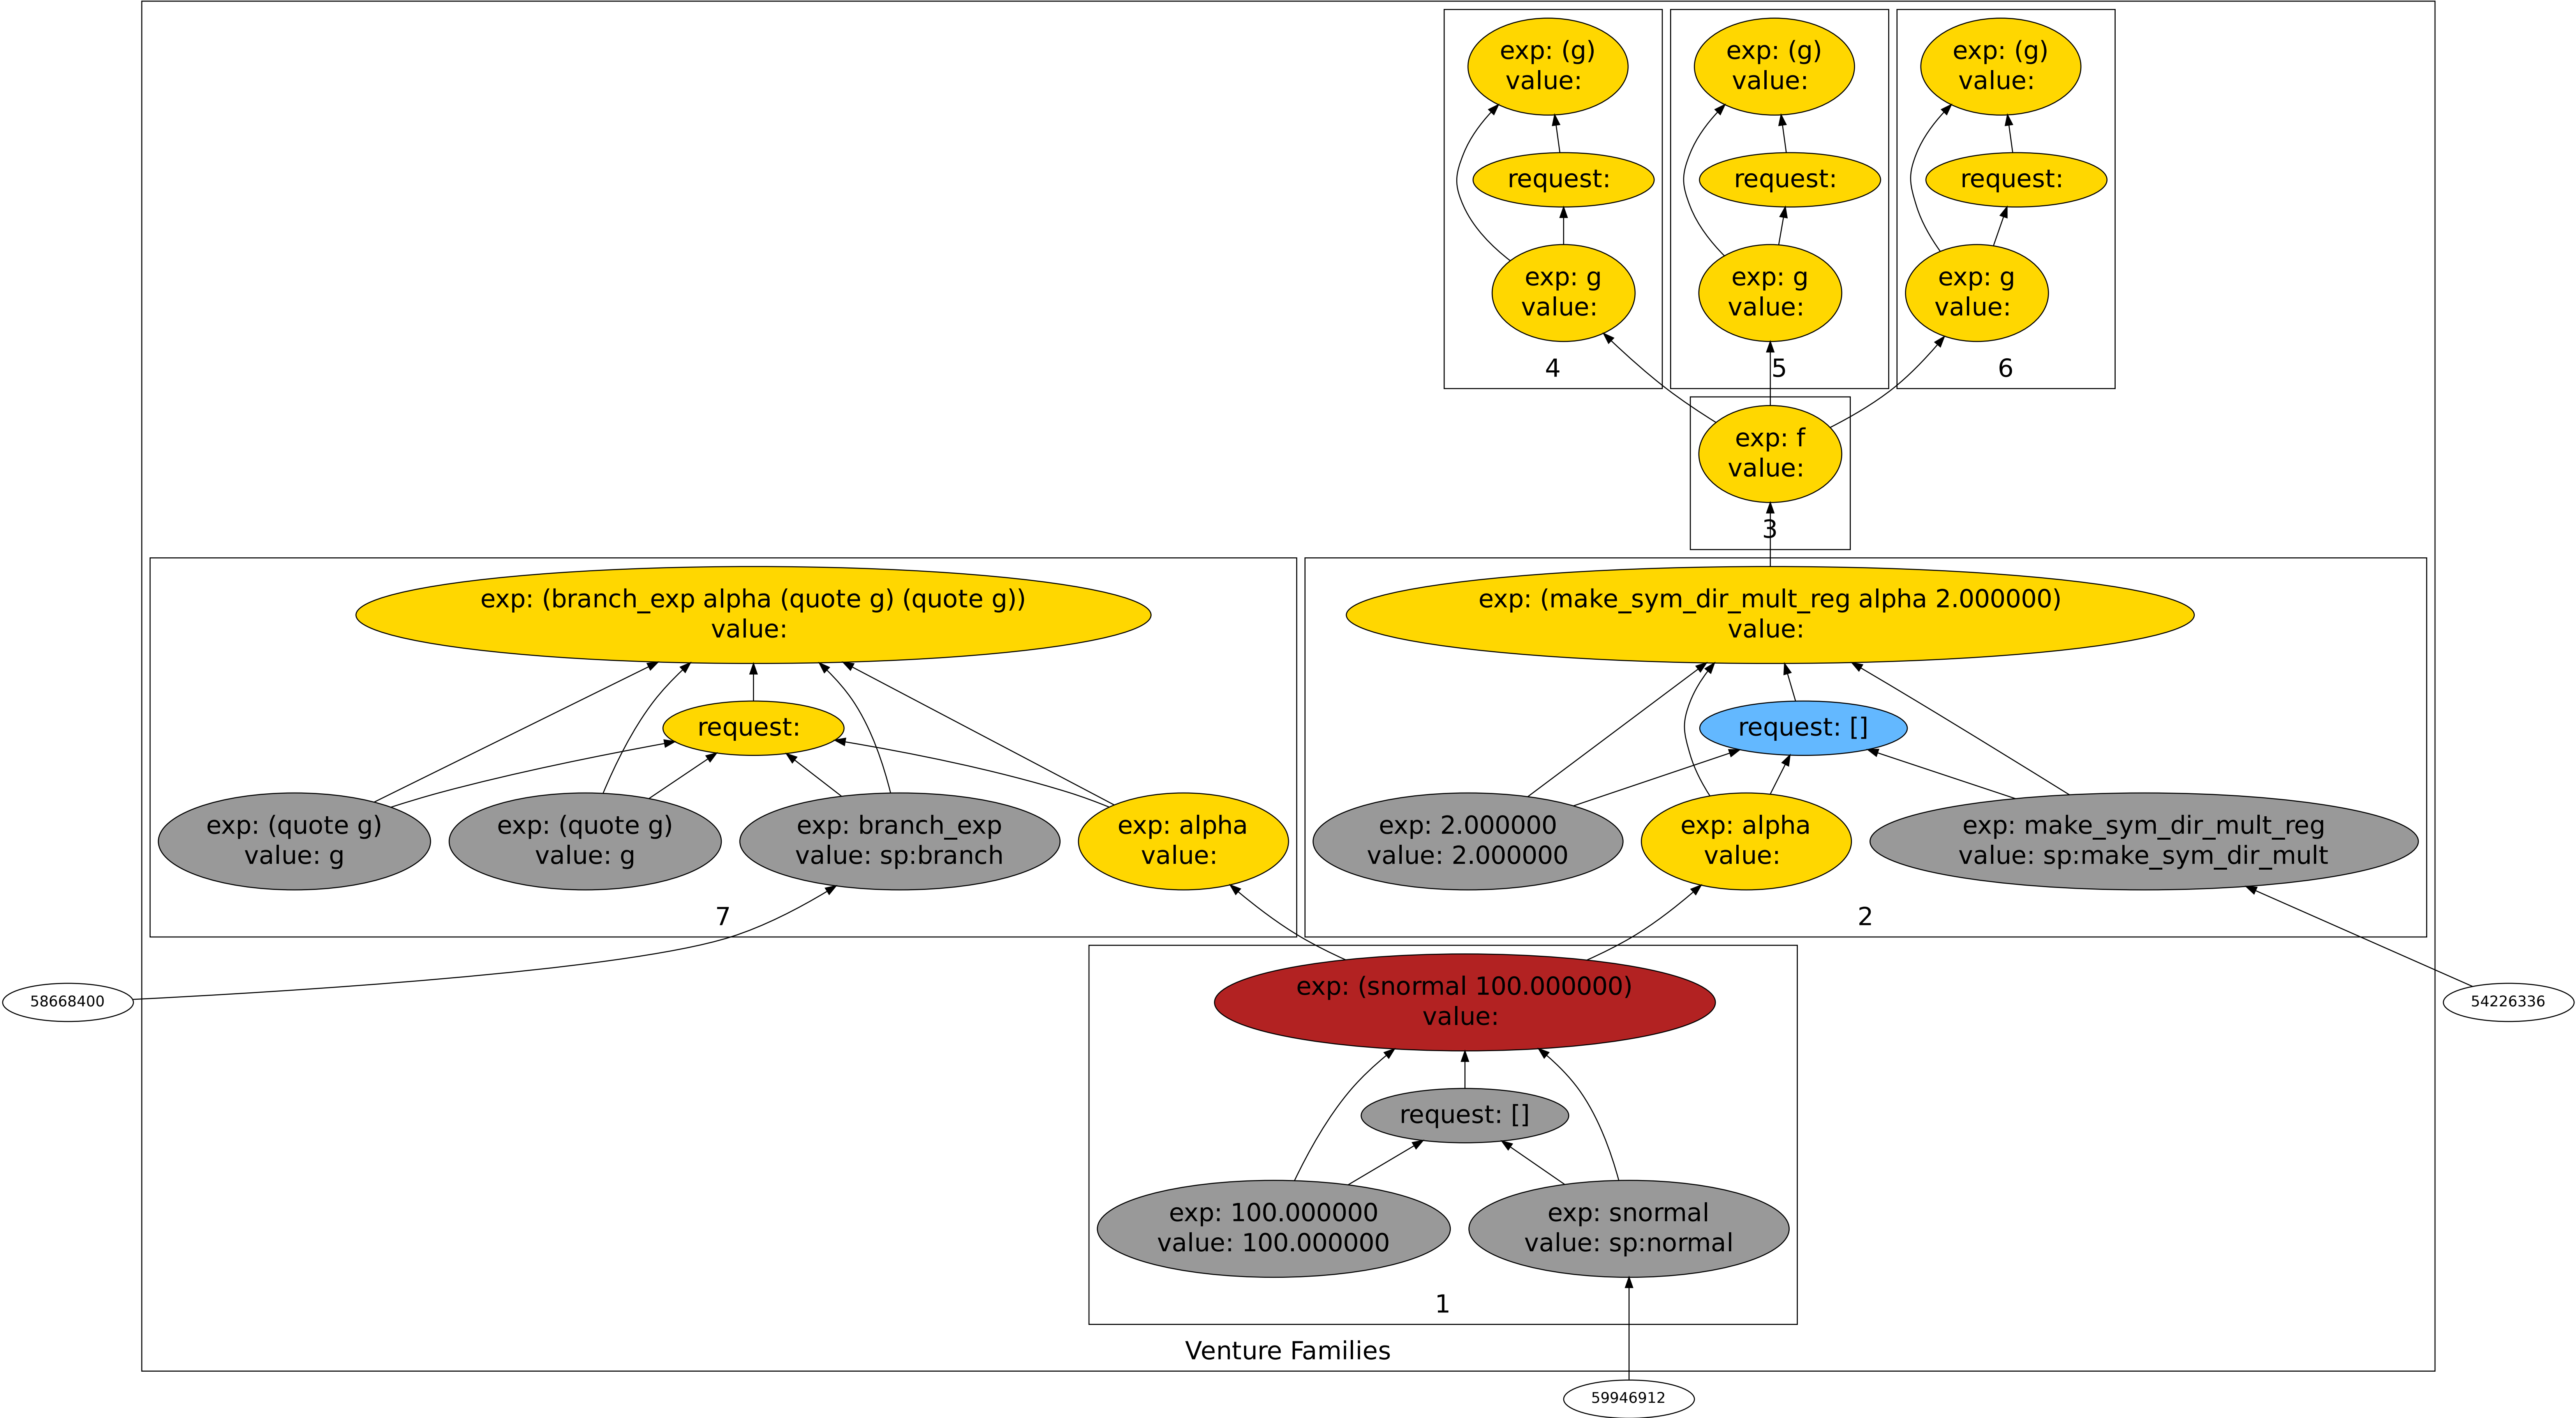 exp: (g)
value:
exp: (g)
value:
exp: (g)
value:
request:
request:
request:
exp: g
value:
exp: g
value:
exp: g
value:
4
5
6
exp: f
value:
3
exp: (branch_exp alpha (quote g) (quote g))
value:
exp: (make_sym_dir_mult_reg alpha 2.000000)
value:
request:
request: []
exp: (quote g)
value: g
exp: (quote g)
value: g
exp: branch_exp
value: sp:branch
exp: alpha
value:
exp: 2.000000
value: 2.000000
exp: alpha
value:
exp: make_sym_dir_mult_reg
value: sp:make_sym_dir_mult
7
2
58668400
exp: (snormal 100.000000)
value:
54226336
request: []
exp: 100.000000
value: 100.000000
exp: snormal
value: sp:normal
1
Venture Families
59946912